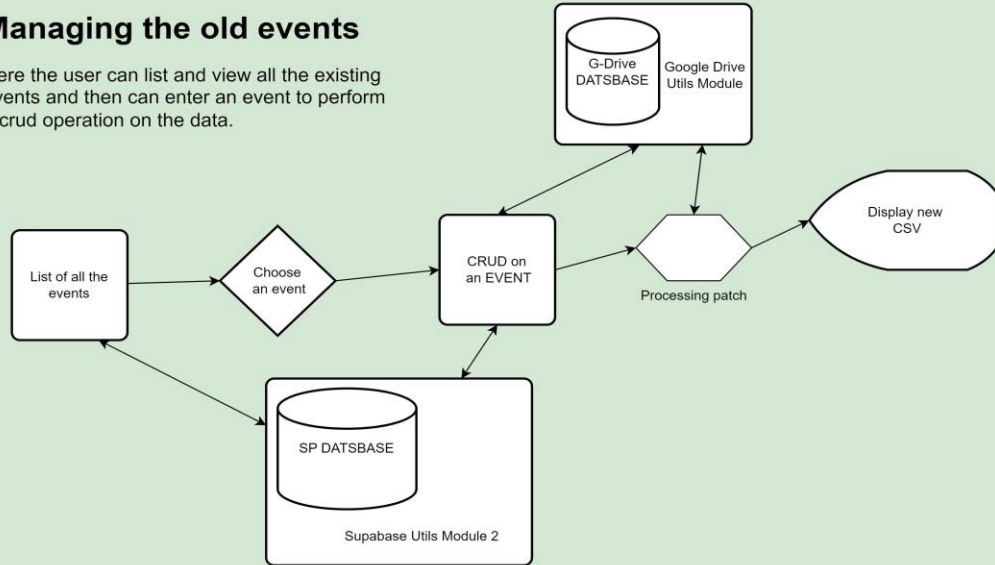 Managing the old events
ere the user can list and view all the existing
vents and then can enter an event to perform
crud operation on the data.
G-Drive
DATSBASE
Google Drive
Utils Module
List of all the
events
Choose
an event
CRUD on
an EVENT
Processing patch
Display new
CSV
SP DATSBASE
Supabase Utils Module 2